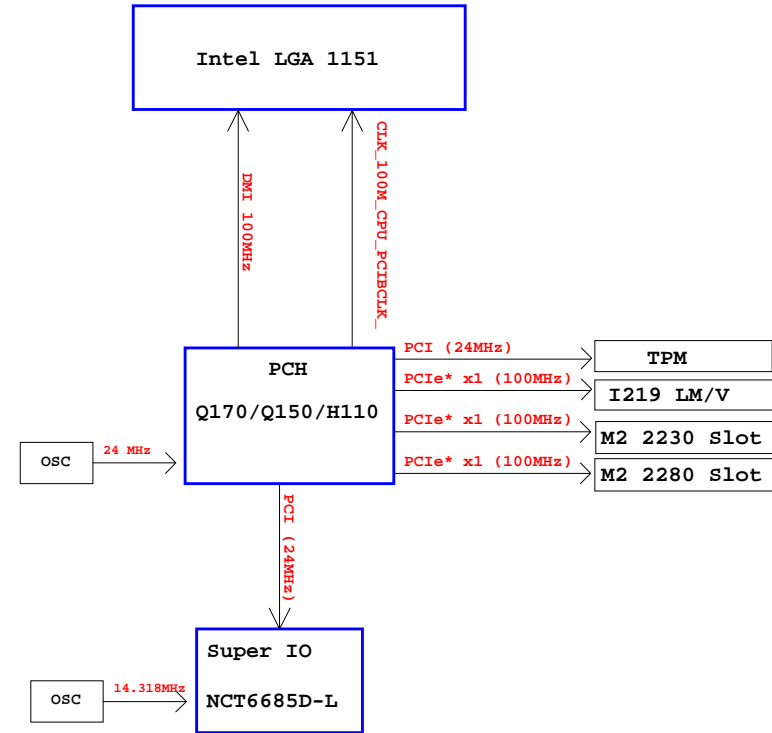 Intel LGA 1151
DMI 100MHz
CLK_100M_CPU_PCIBCLK_
PCH
Q170/Q150/H110
PCI (24MHz)
TPM
PCIe* x1 (100MHz)
I219 LM/V
PCIe* x1 (100MHz)
M2 2230 Slot
PCIe* x1 (100MHz)
M2 2280 Slot
OSC
24 MHz
PCI (24MHz)
Super IO
NCT6685D-L
OSC
14.318MHz